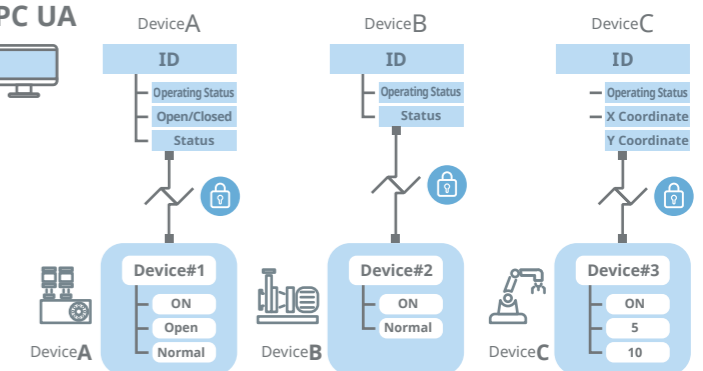 PC UA
DeviceA
ID
Operating Status
Open/Closed
Status
DeviceB
ID
Operating Status
Status
DeviceC
ID
Operating Status
X Coordinate
Y Coordinate
Device#1
ON
Open
Normal
DeviceA
Device#2
ON
Normal
DeviceB
Device#3
ON
5
10
DeviceC